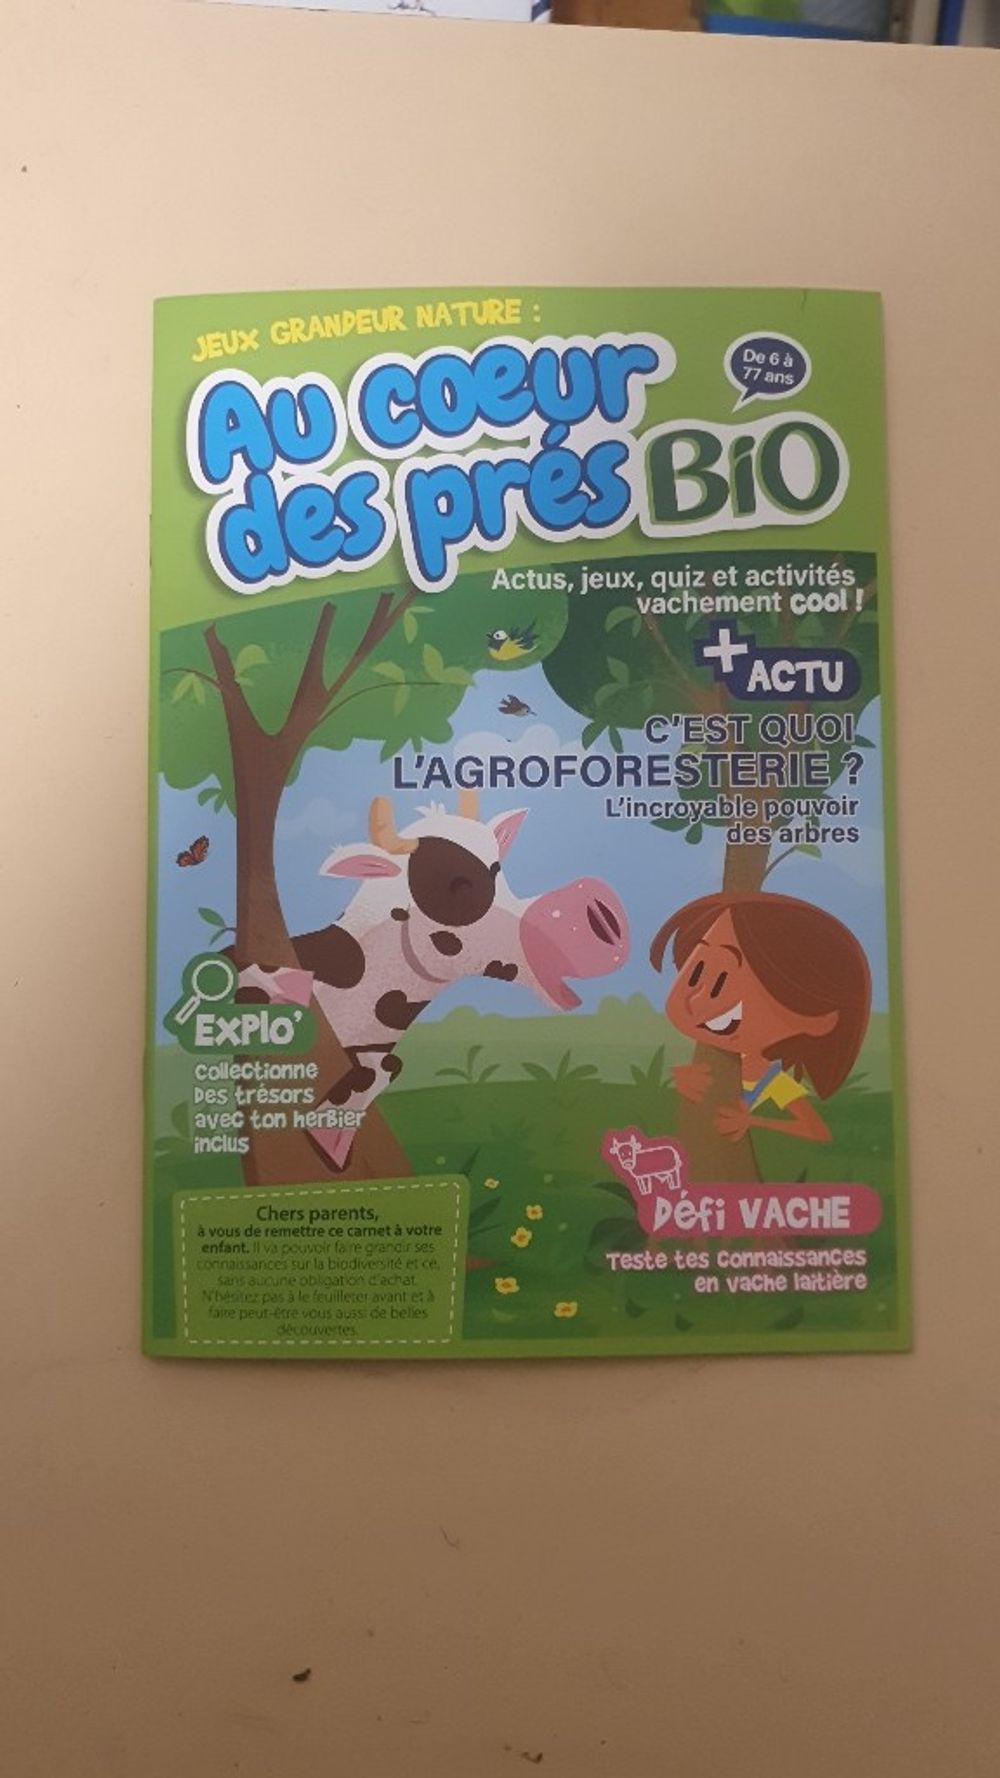 JEUX GRANDEUR NATURE :
Au coeur
des prés BiO
De 6 à
77 ans
Actus, jeux, quiz et activités
vachement cool !
+ ACTU
C'EST QUOI
L'AGROFORESTERIE ?
L'incroyable pouvoir
des arbres
EXPLO'
collectionne
Des trésors
avec ton herBier
inclus
Défi VACHE
Teste tes connaissances
en vache laitière
Chers parents,
à vous de remettre ce carnet à votre
enfant. Il va pouvoir faire grandir ses
connaissances sur la biodiversité et ce,
sans aucune obligation d'achat.
N'hésitez pas à le feuilleter avant et à
faire peut-être vous aussi de belles
découvertes.